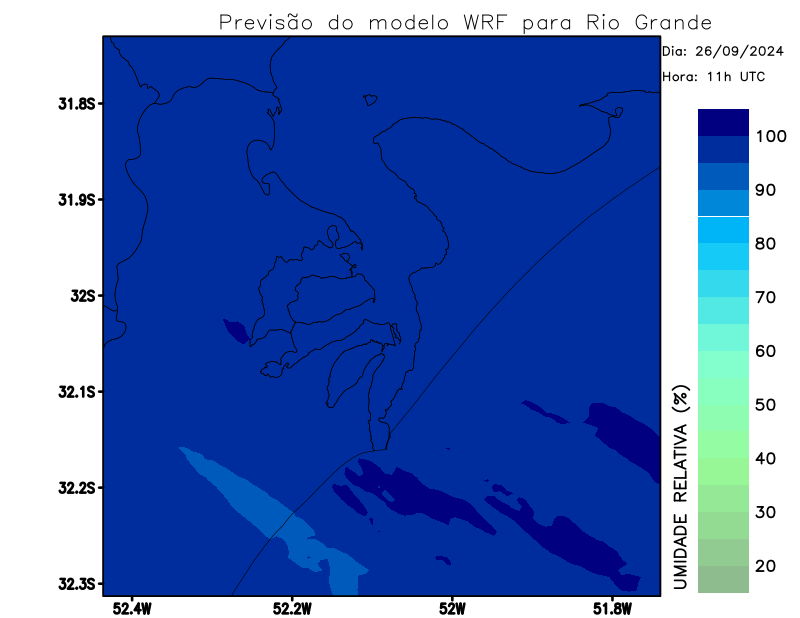 Previsão do modelo WRF para Rio Grande
Dia: 26/09/2024
Hora: 11h UTC
31.8S
31.9S
32S
32.1S
32.2S
32.3S
52.4W
52.2W
52W
51.8W
100
90
80
70
60
50
40
30
20
UMIDADE RELATIVA (%)